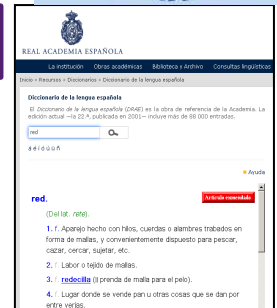 REAL ACADEMIA ESPAÑOLA
La institución Obras académicas Biblioteca y Archivo Consultas lingüísticas
Inicio » Recursos » Diccionarios » Diccionario de la lengua española
Diccionario de la lengua española
El Diccionario de la lengua española (DRAE) es la obra de referencia de la Academia. La
edición actual —la 22.ª, publicada en 2001— incluye más de 88 000
entradas.
red
á é í ó ú ü ñ
Ayuda
red.
Artículo enmendado
(Del lat. rete).
1. f. Aparejo hecho con hilos, cuerdas o alambres trabados en
forma de mallas, y convenientemente dispuesto para pescar,
cazar, cercar, sujetar, etc.
2. f. Labor o tejido de mallas.
3. f. redecilla (ǁ prenda de malla para el pelo).
4. f. Lugar donde se vende pan u otras cosas que se dan por
entre verjas.